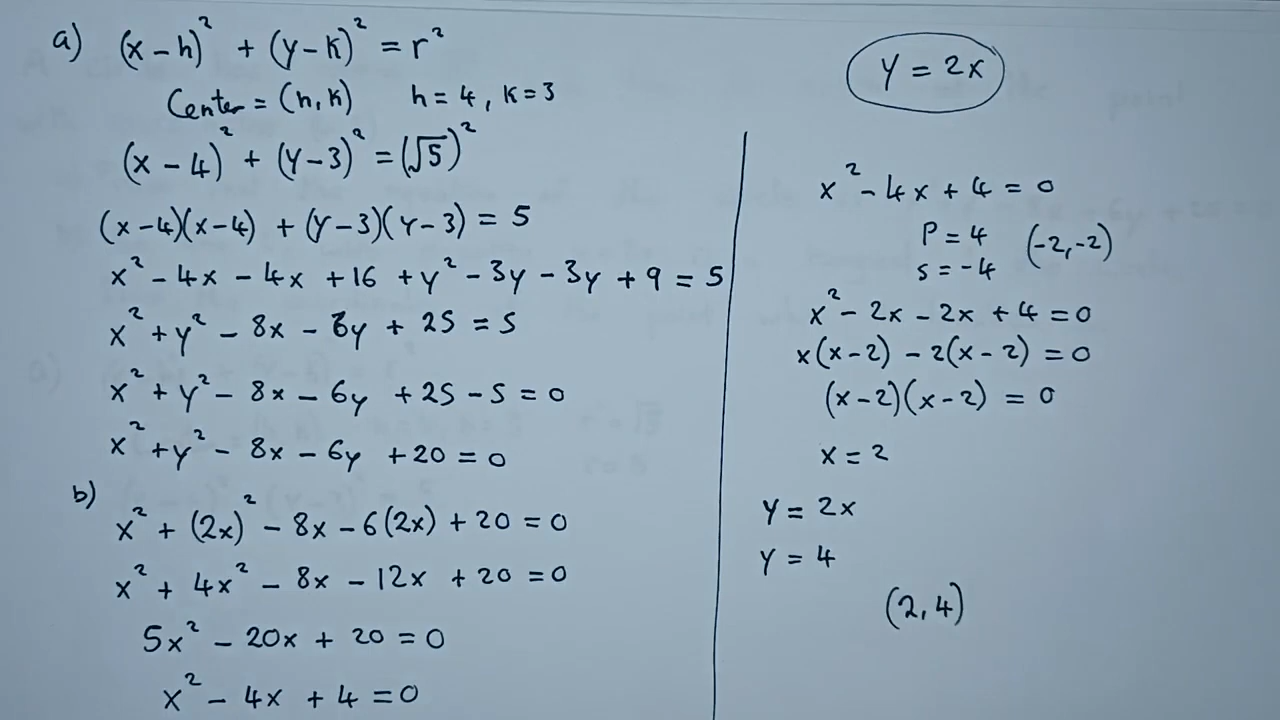 a) (x-h)² + (y-k)² = r²
Center = (h,k) h=4, k=3
(x-4)² + (y-3)² = (√5)²
(x-4)(x-4) + (y-3)(y-3) = 5
x² - 4x - 4x + 16 + y² - 3y - 3y + 9 = 5
x² + y² - 8x - 6y + 25 = 5
x² + y² - 8x - 6y + 25 - 5 = 0
x² + y² - 8x - 6y + 20 = 0
b)
x² + (2x)² - 8x - 6(2x) + 20 = 0
x² + 4x² - 8x - 12x + 20 = 0
5x² - 20x + 20 = 0
x² - 4x + 4 = 0
y = 2x
x² - 4x + 4 = 0
P = 4 (-2,-2)
s = -4
x² - 2x - 2x + 4 = 0
x(x-2) - 2(x-2) = 0
(x-2)(x-2) = 0
x = 2
y = 2x
y = 4
(2,4)